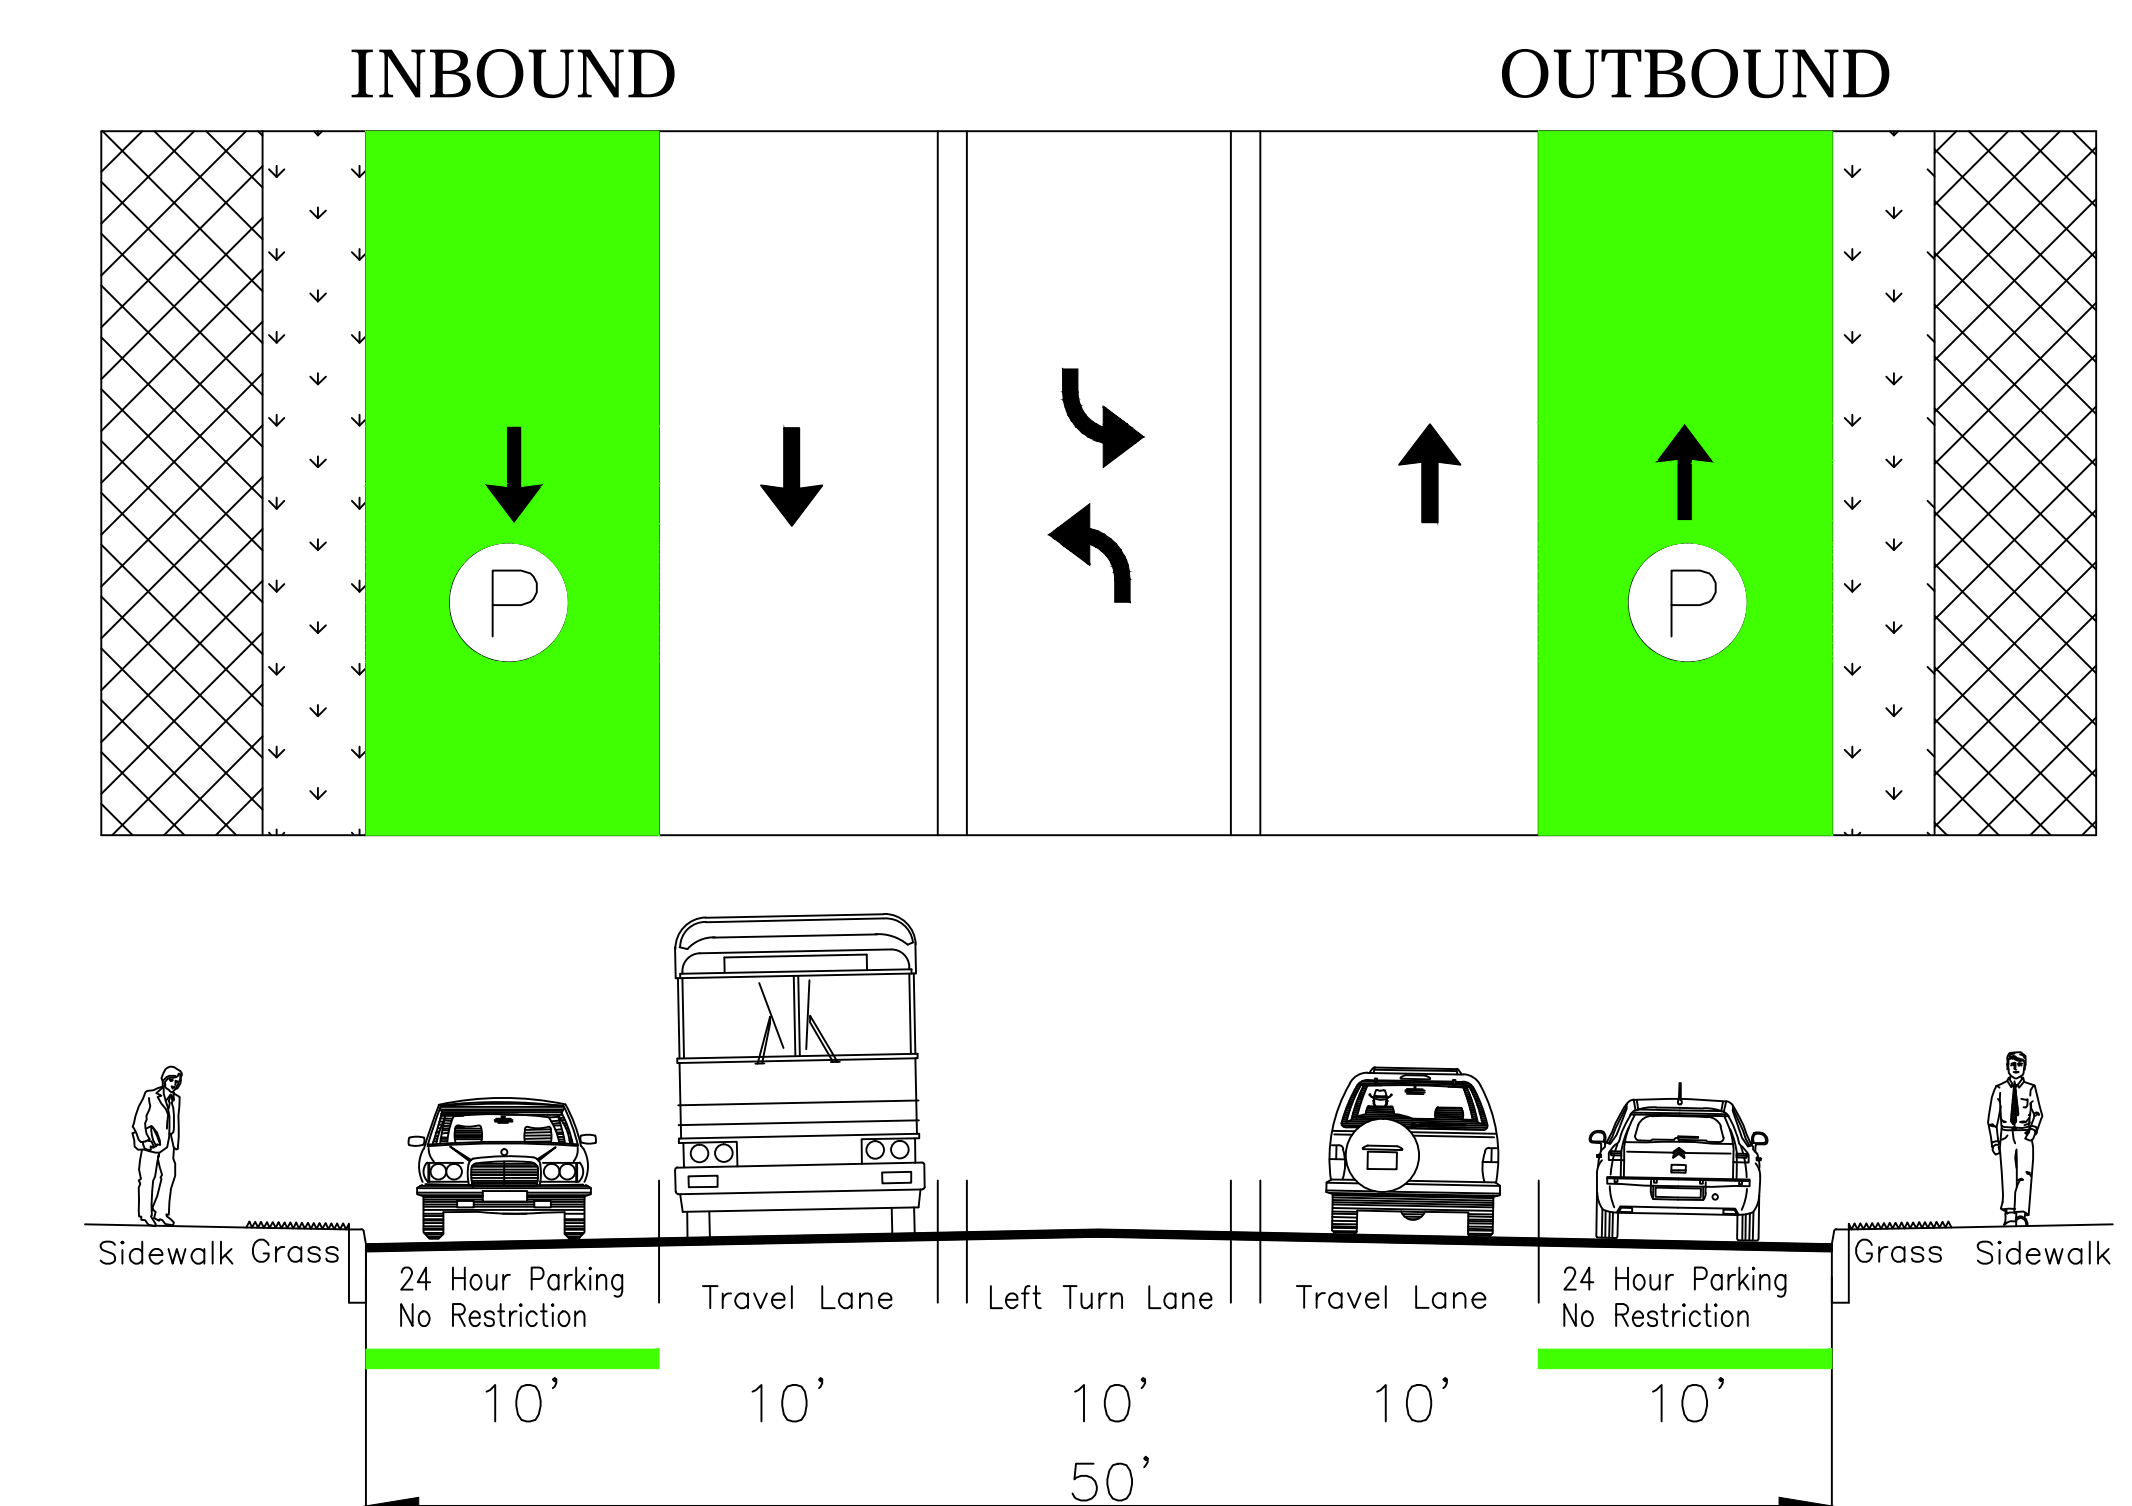 INBOUND OUTBOUND
P P
Sidewalk Grass Grass Sidewalk
24 Hour Parking
No Restriction
Travel Lane Left Turn Lane Travel Lane
24 Hour Parking
No Restriction
10' 10' 10' 10' 10'
50'